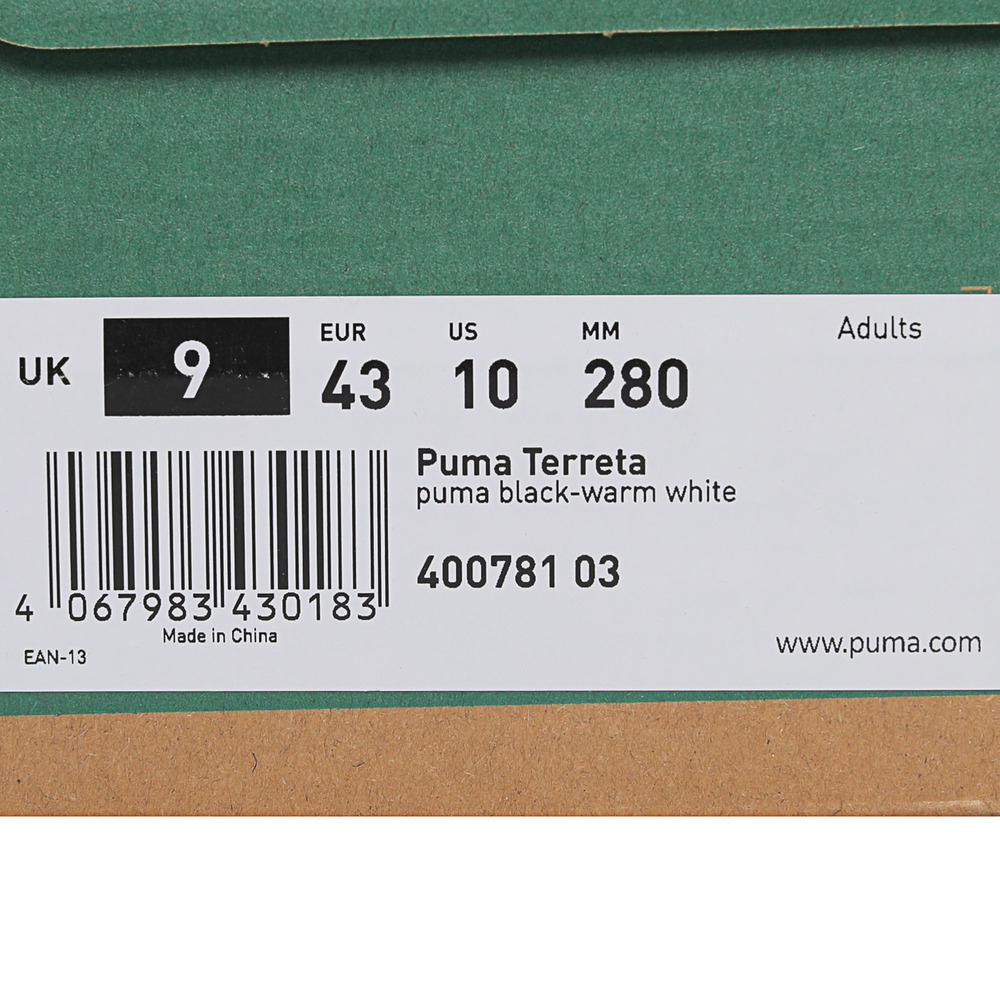 UK 9 EUR 43 US 10 MM 280 Adults
Puma Terreta
puma black-warm white
400781 03
4 067983 430183
Made in China
EAN-13
www.puma.com